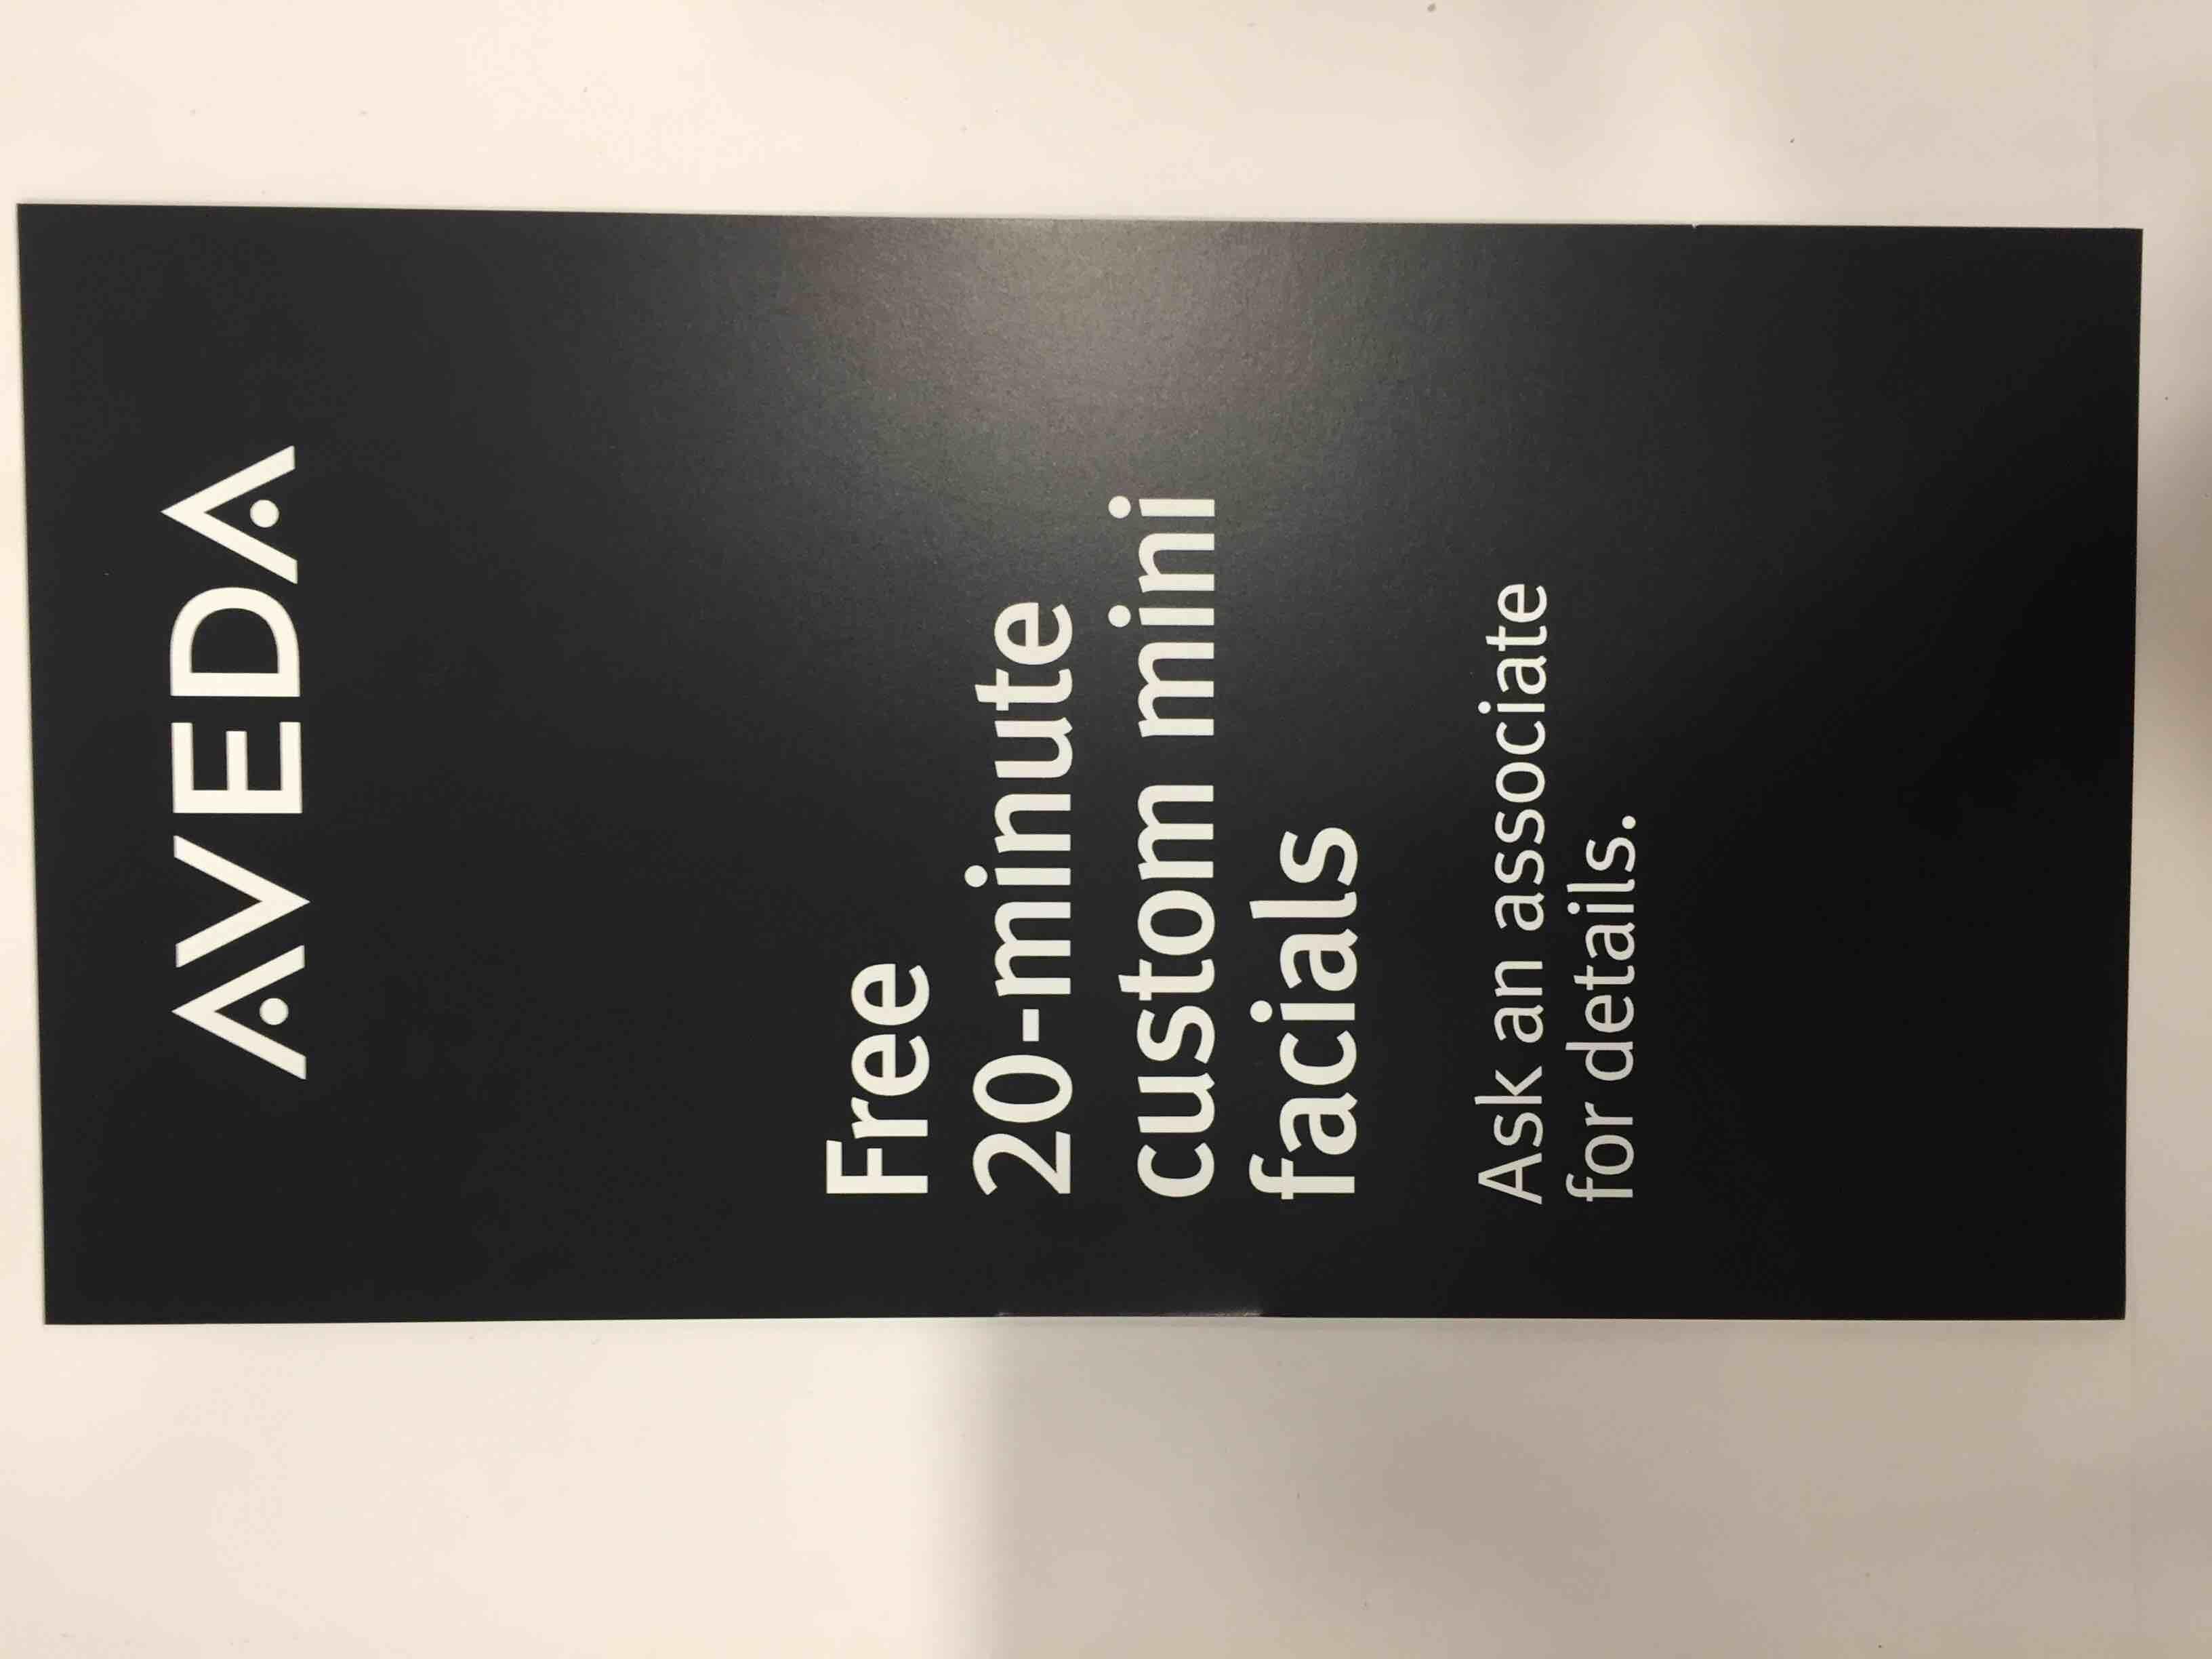 AVEDA
Free
20-minute
custom mini
facials
Ask an associate
for details.